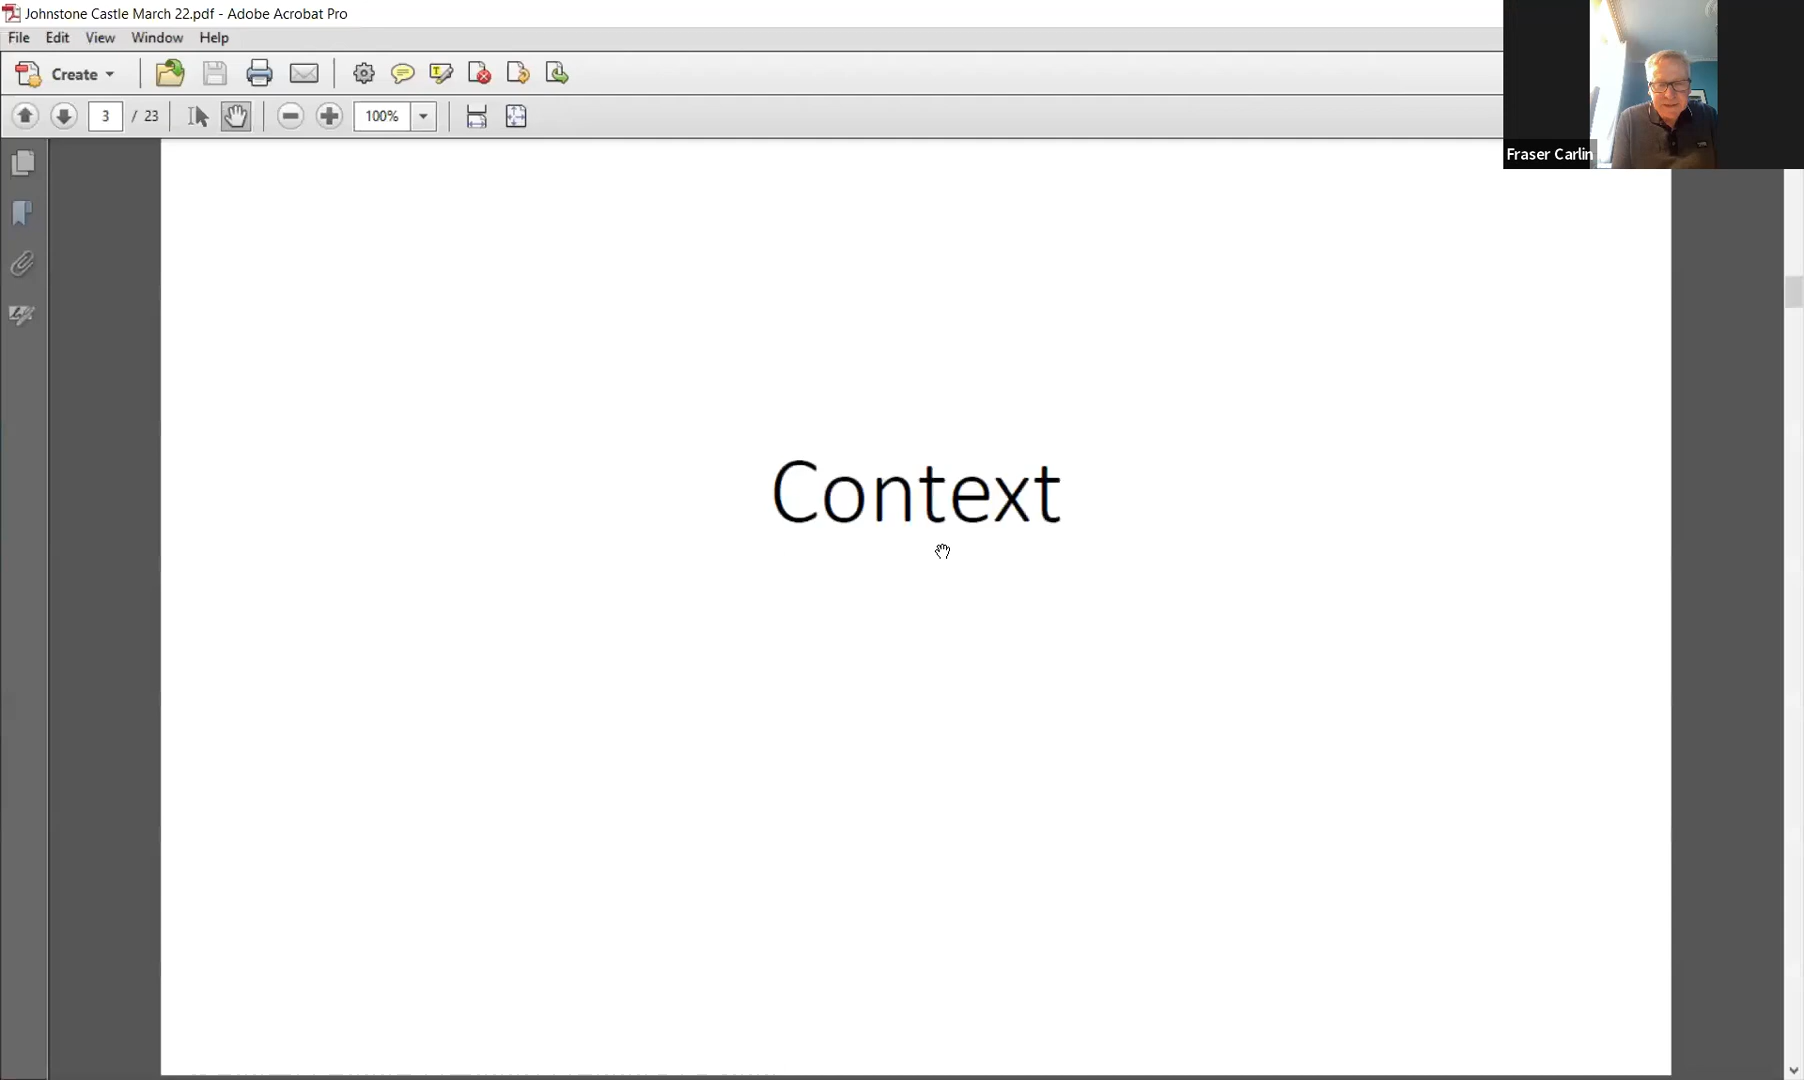 Johnstone Castle March 22.pdf - Adobe Acrobat Pro
File Edit View Window Help
Create
3 / 23 100%
Fraser Carlin
Context